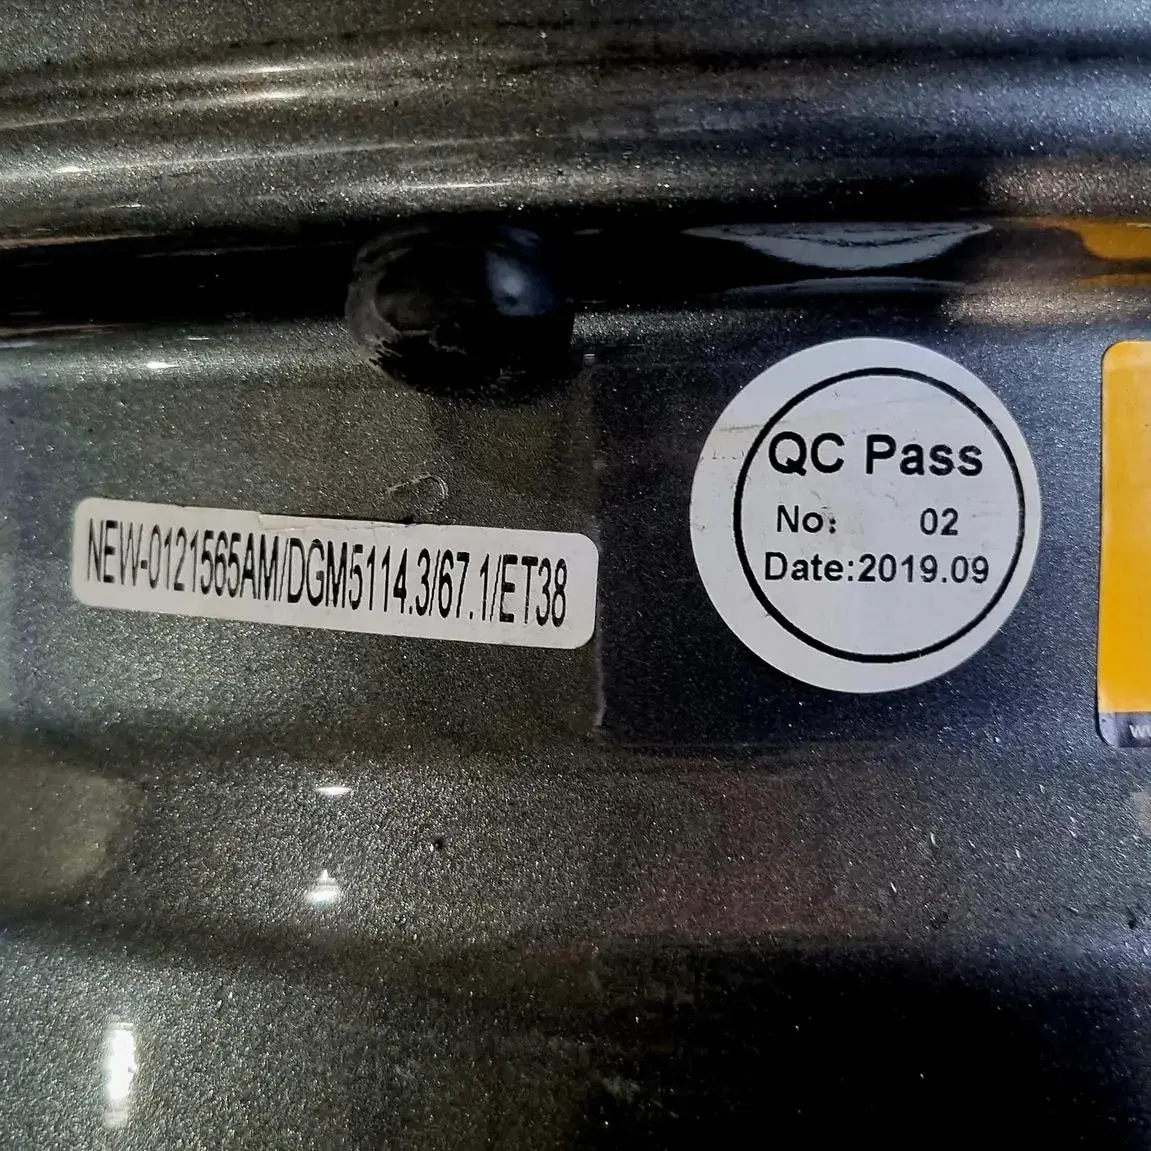 NEW-0121565AM/DGM5114.3/67.1/ET38
QC Pass
No: 02
Date:2019.09